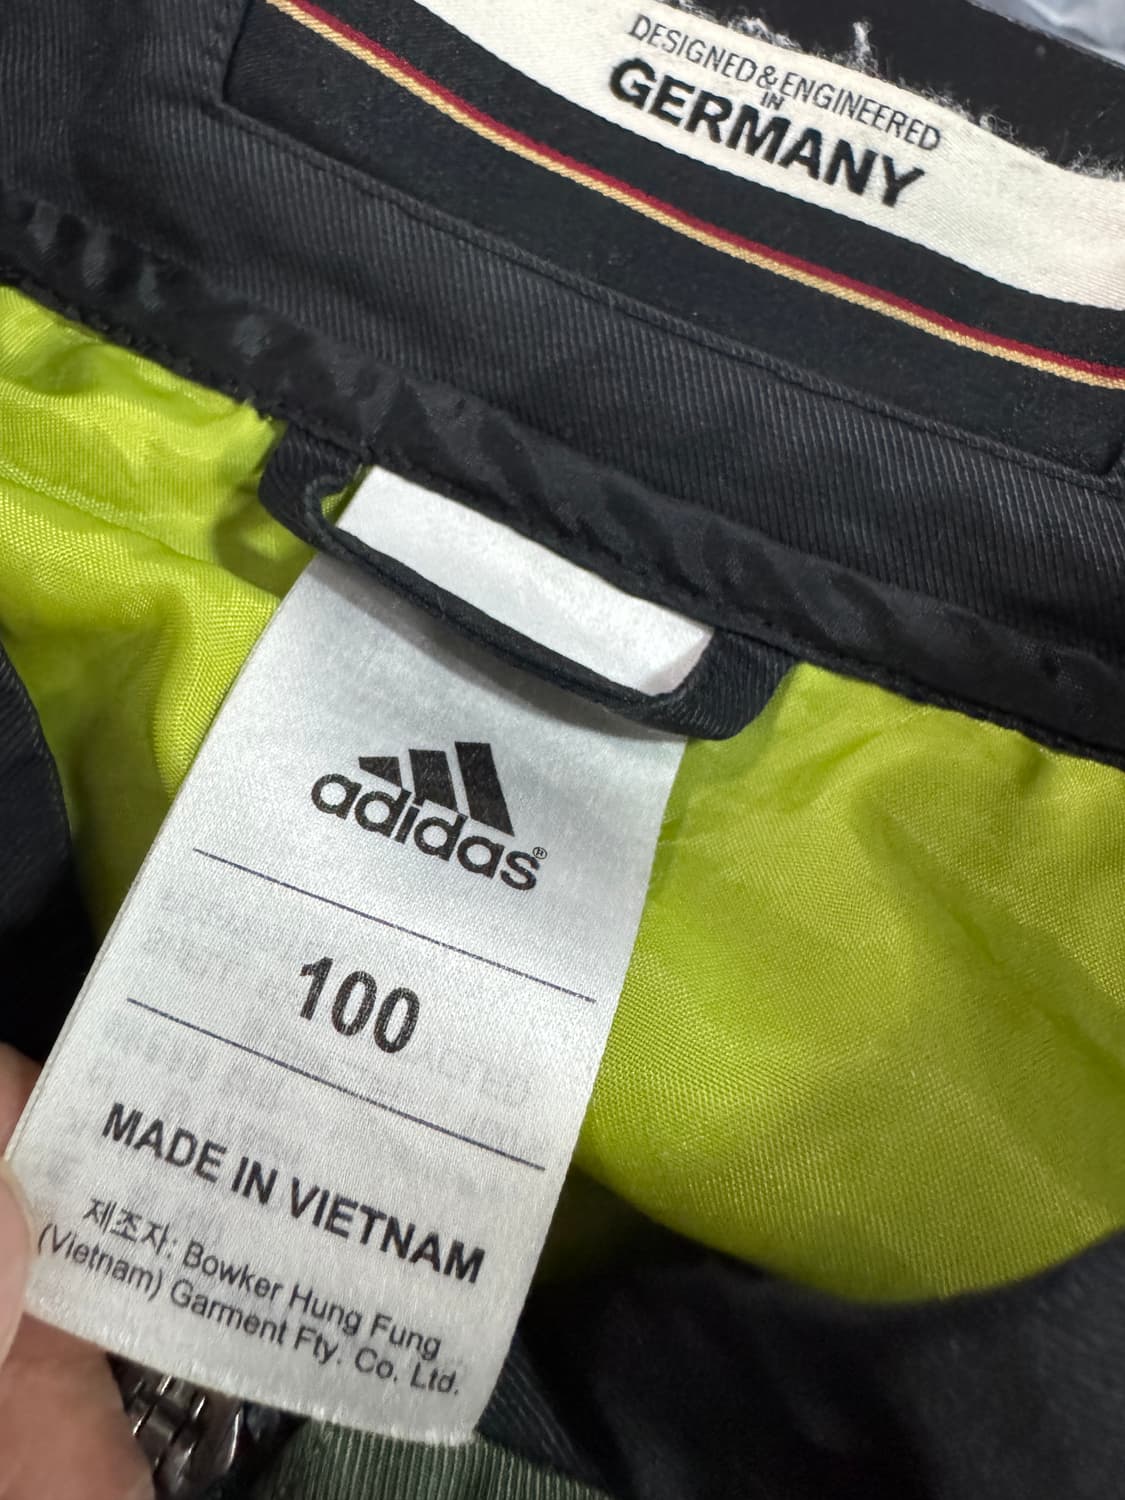 DESIGNED & ENGINEERED
IN
GERMANY
adidas®
100
MADE IN VIETNAM
제조자: Bowker Hung Fung
(Vietnam) Garment Fty. Co. Ltd.